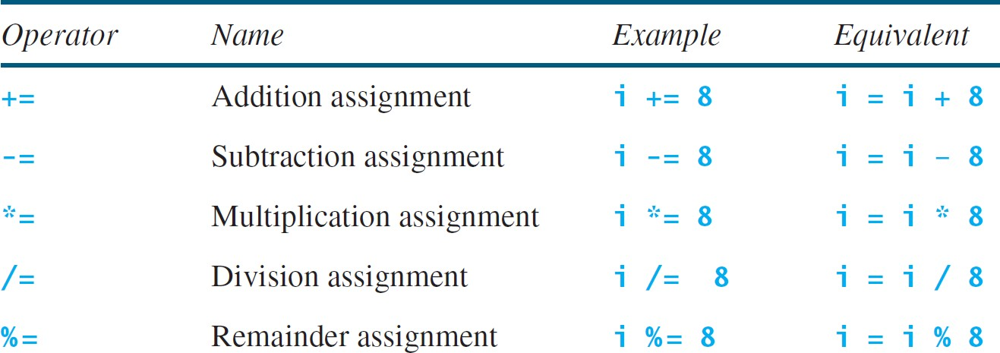 Operator Name Example Equivalent
+= Addition assignment i += 8 i = i + 8
-= Subtraction assignment i -= 8 i = i – 8
*= Multiplication assignment i *= 8 i = i * 8
/= Division assignment i /= 8 i = i / 8
%= Remainder assignment i %= 8 i = i % 8